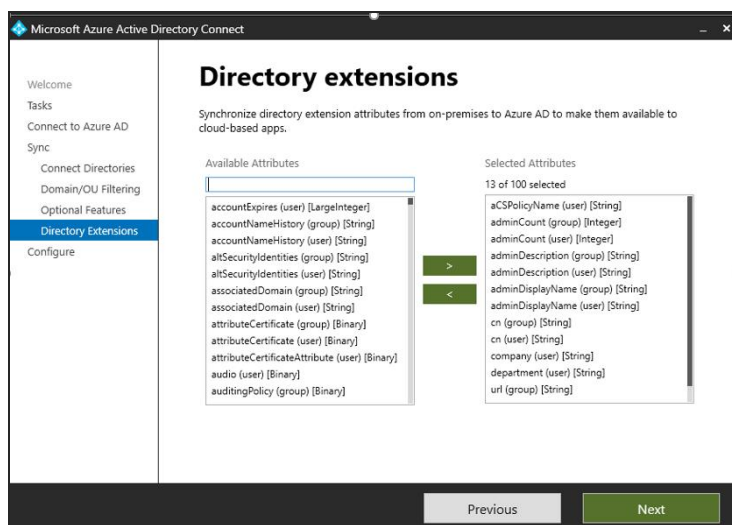 Microsoft Azure Active Directory Connect
Welcome
Tasks
Connect to Azure AD
Sync
Connect Directories
Domain/OU Filtering
Optional Features
Directory Extensions
Configure
Directory extensions
Synchronize directory extension attributes from on-premises to Azure AD to make them available to
cloud-based apps.
Available Attributes
accountExpires (user) [LargeInteger]
accountNameHistory (group) [String]
accountNameHistory (user) [String]
altSecurityIdentities (group) [String]
altSecurityIdentities (user) [String]
associatedDomain (group) [String]
associatedDomain (user) [String]
attributeCertificate (group) [Binary]
attributeCertificate (user) [Binary]
attributeCertificateAttribute (user) [Binary]
audio (user) [Binary]
auditingPolicy (group) [Binary]
>
<
Selected Attributes
13 of 100 selected
aCSPolicyName (user) [String]
adminCount (group) [Integer]
adminCount (user) [Integer]
adminDescription (group) [String]
adminDescription (user) [String]
adminDisplayName (group) [String]
adminDisplayName (user) [String]
cn (group) [String]
cn (user) [String]
company (user) [String]
department (user) [String]
url (group) [String]
Previous
Next